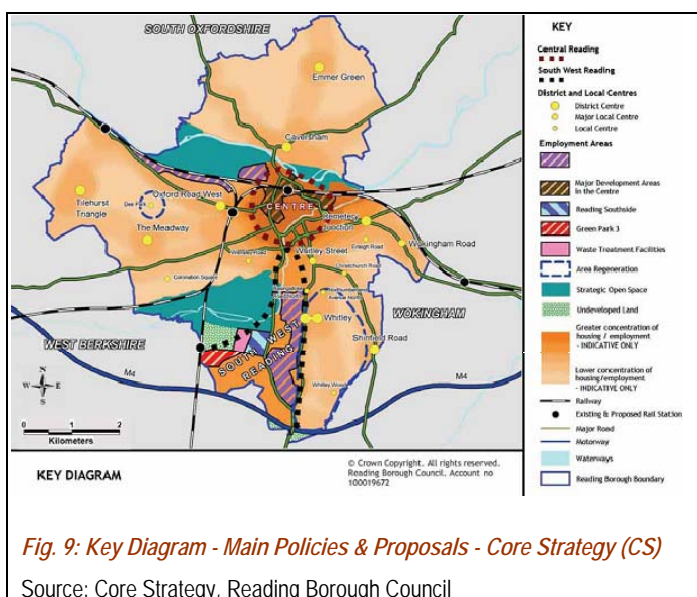 SOUTH OXFORDSHIRE
Emmer Green
Caversham
Oxford Road West
Tilehurst
Triangle
Dee Park
The Meadway
CENTRE
Cemetery
Junction
Wokingham Road
Erleigh Road
Whitley Street
Christchurch Road
Coronation Square
Northumberland
Avenue North
Whitley
WOKINGHAM
Shinfield Road
WEST BERKSHIRE
SOUTH WEST
READING
Whitley Wood
M4
M4
N
W
E
S
0 1 2
Kilometers
KEY DIAGRAM
© Crown Copyright. All rights reserved.
Reading Borough Council. Account no
100019672
KEY
Central Reading
South West Reading
District and Local Centres
District Centre
Major Local Centre
Local Centre
Employment Areas
Major Development Areas
in the Centre
Reading Southside
Green Park 3
Waste Treatment Facilities
Area Regeneration
Strategic Open Space
Undeveloped Land
Greater concentration of
housing / employment
- INDICATIVE ONLY
Lower concentration of
housing/employment
- INDICATIVE ONLY
Railway
Existing & Proposed Rail Station
Major Road
Motorway
Waterways
Reading Borough Boundary
Fig. 9: Key Diagram - Main Policies & Proposals - Core Strategy (CS)
Source: Core Strategy, Reading Borough Council